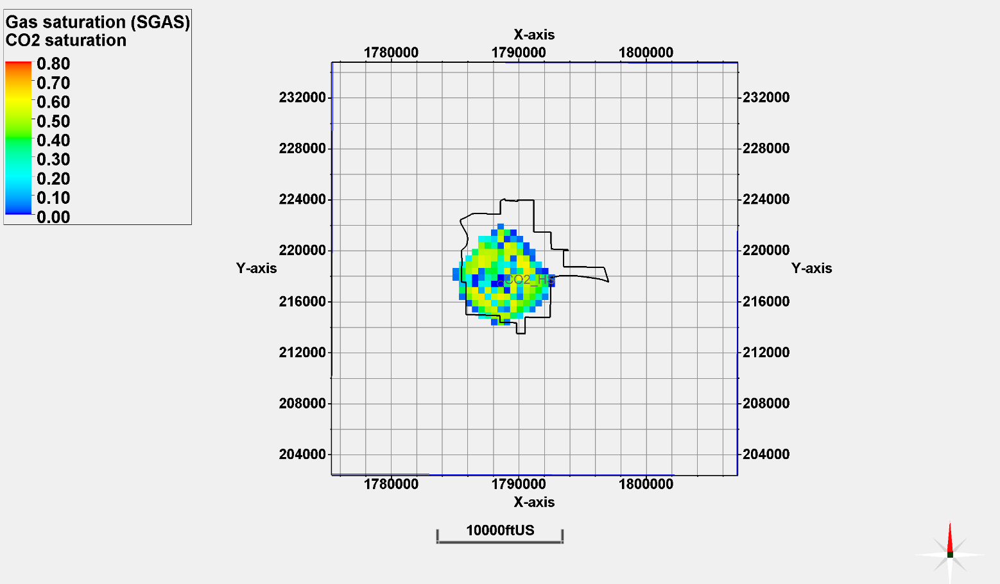 Gas saturation (SGAS)
CO2 saturation
0.80
0.70
0.60
0.50
0.40
0.30
0.20
0.10
0.00
X-axis
1780000 1790000 1800000
232000 232000
228000 228000
224000 224000
220000 220000
Y-axis Y-axis
CO2_HS
216000 216000
212000 212000
208000 208000
204000 204000
1780000 1790000 1800000
X-axis
10000ftUS